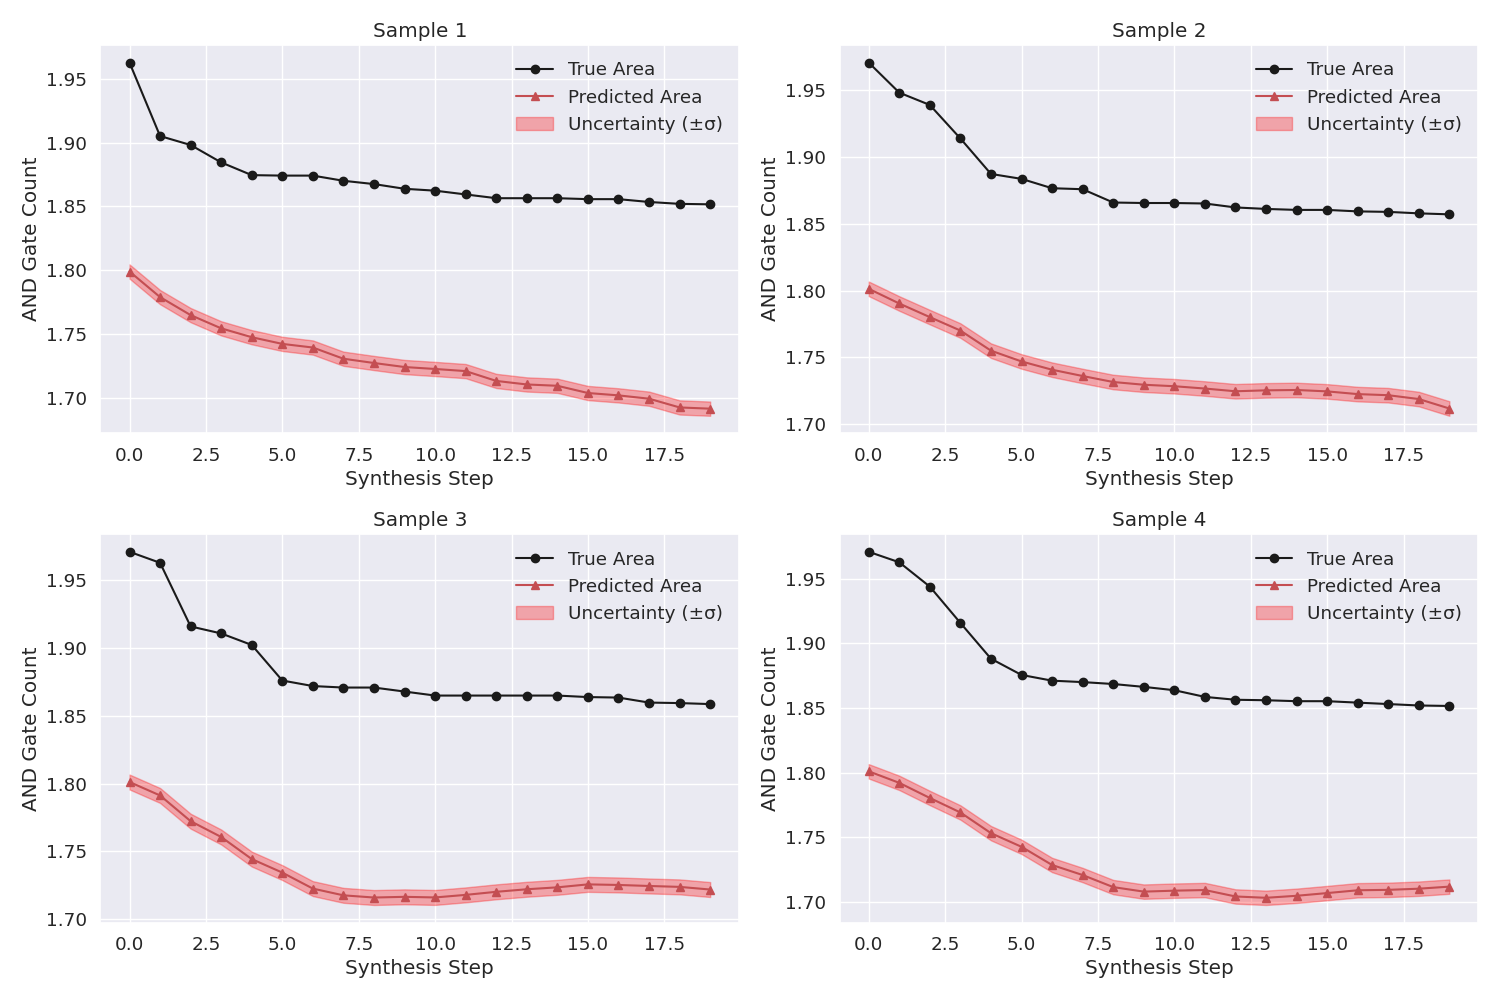 Sample 1
AND Gate Count
1.95
1.90
1.85
1.80
1.75
1.70
True Area
Predicted Area
Uncertainty (±σ)
0.0 2.5 5.0 7.5 10.0 12.5 15.0 17.5
Synthesis Step
Sample 2
AND Gate Count
1.95
1.90
1.85
1.80
1.75
1.70
True Area
Predicted Area
Uncertainty (±σ)
0.0 2.5 5.0 7.5 10.0 12.5 15.0 17.5
Synthesis Step
Sample 3
AND Gate Count
1.95
1.90
1.85
1.80
1.75
1.70
True Area
Predicted Area
Uncertainty (±σ)
0.0 2.5 5.0 7.5 10.0 12.5 15.0 17.5
Synthesis Step
Sample 4
AND Gate Count
1.95
1.90
1.85
1.80
1.75
1.70
True Area
Predicted Area
Uncertainty (±σ)
0.0 2.5 5.0 7.5 10.0 12.5 15.0 17.5
Synthesis Step